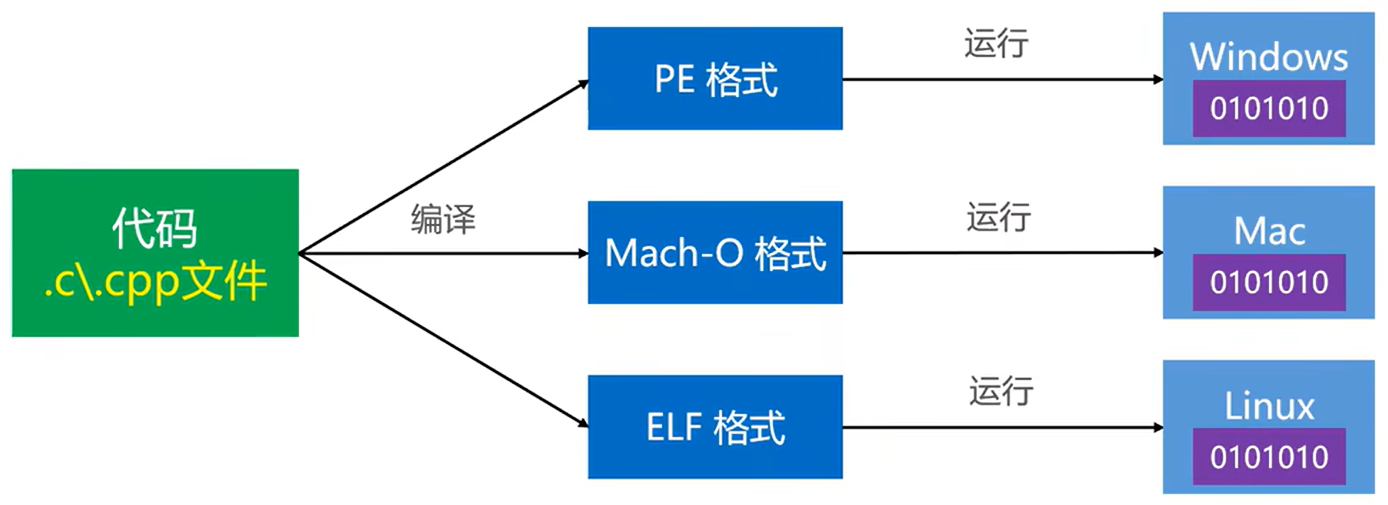 代码
.c\.cpp文件
编译
PE 格式
运行
Windows
0101010
Mach-O 格式
运行
Mac
0101010
ELF 格式
运行
Linux
0101010